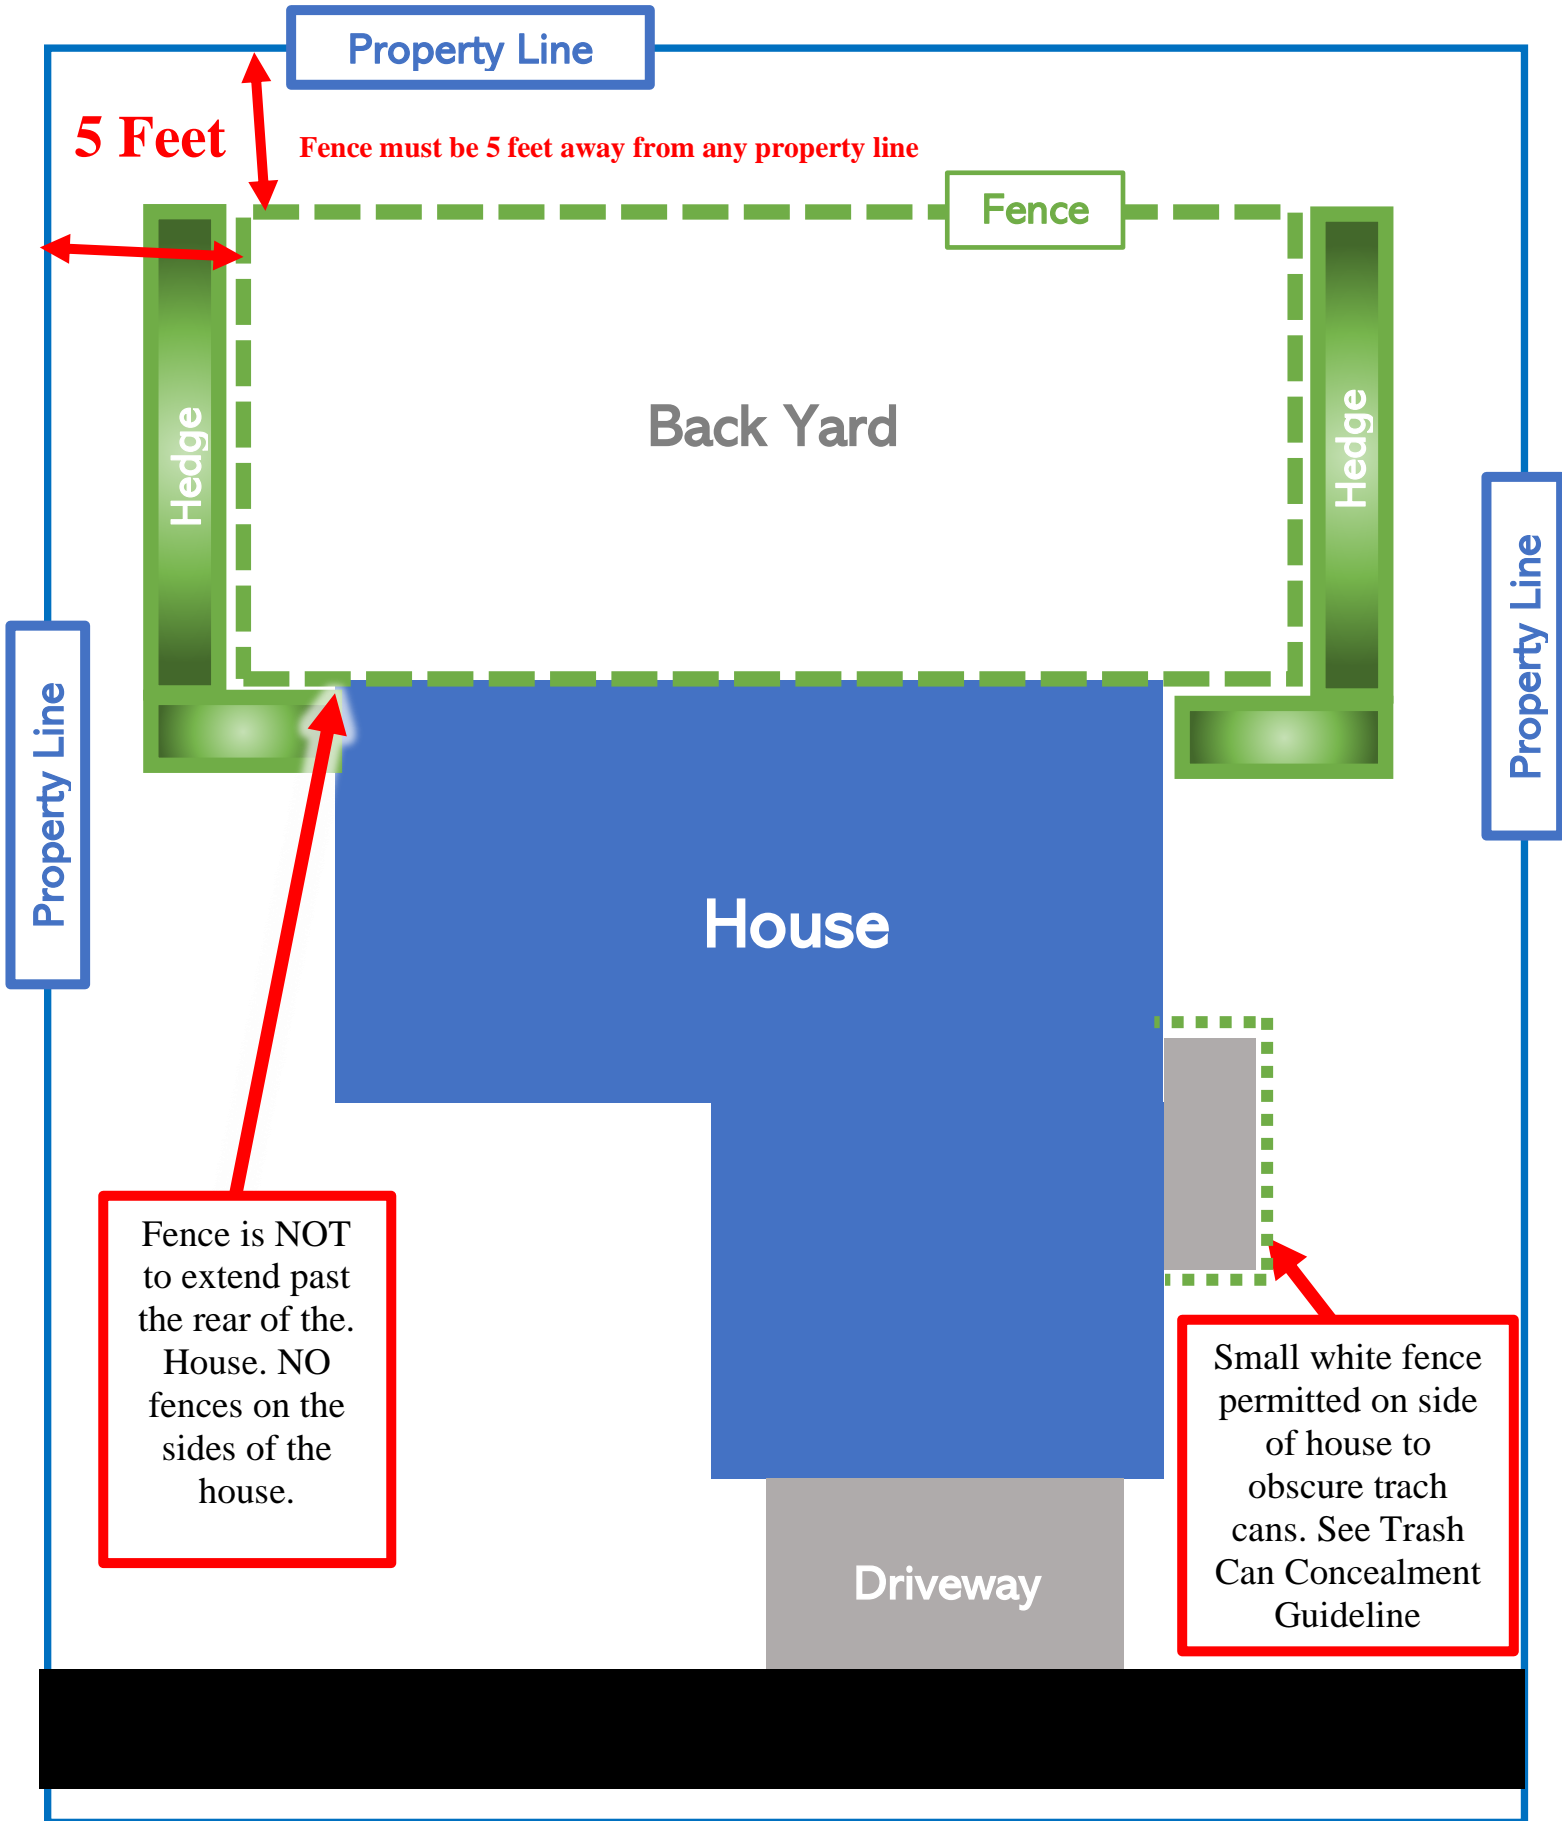 Property Line
5 Feet
Fence must be 5 feet away from any property line
Fence
Back Yard
Hedge
Hedge
Property Line
Property Line
House
Fence is NOT
to extend past
the rear of the.
House. NO
fences on the
sides of the
house.
Small white fence
permitted on side
of house to
obscure trach
cans. See Trash
Can Concealment
Guideline
Driveway